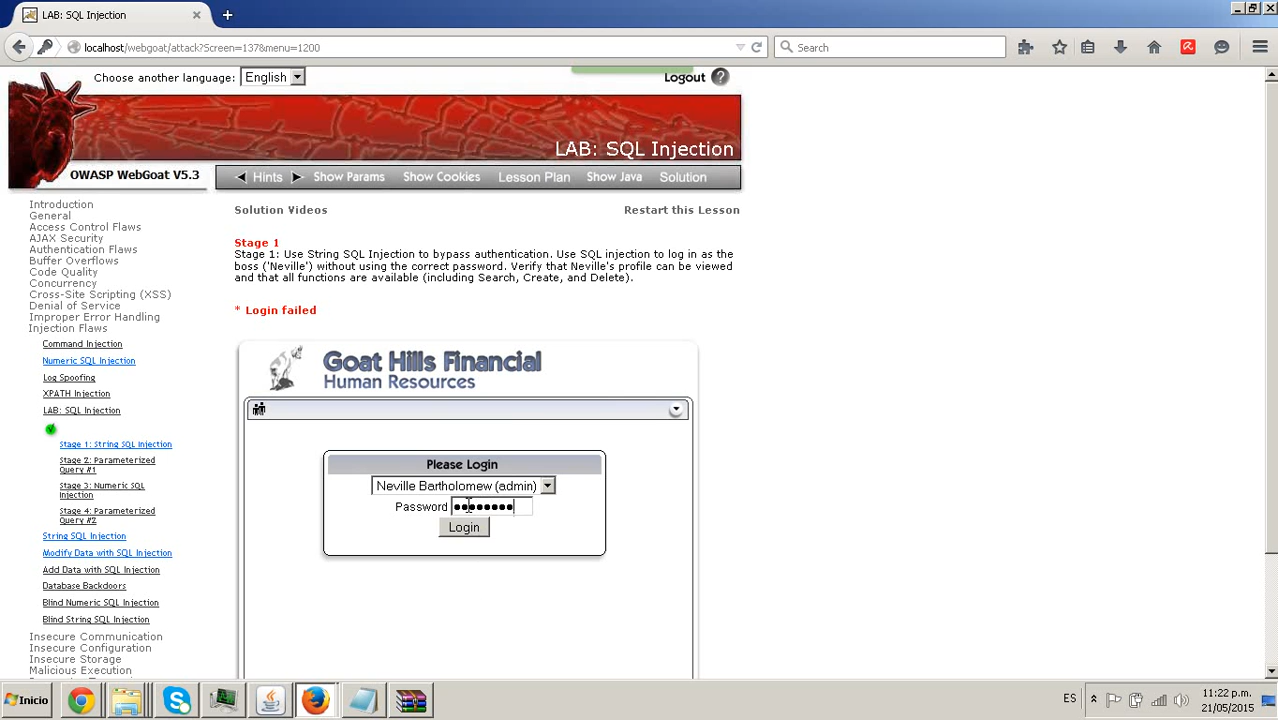 LAB: SQL Injection
localhost/webgoat/attack?Screen=137&menu=1200
Search
Choose another language: English
Logout ?
LAB: SQL Injection
OWASP WebGoat V5.3
Hints Show Params Show Cookies Lesson Plan Show Java Solution
Introduction
General
Access Control Flaws
AJAX Security
Authentication Flaws
Buffer Overflows
Code Quality
Concurrency
Cross-Site Scripting (XSS)
Denial of Service
Improper Error Handling
Injection Flaws
Command Injection
Numeric SQL Injection
Log Spoofing
XPATH Injection
LAB: SQL Injection
Stage 1: String SQL Injection
Stage 2: Parameterized
Query #1
Stage 3: Numeric SQL
Injection
Stage 4: Parameterized
Query #2
String SQL Injection
Modify Data with SQL Injection
Add Data with SQL Injection
Database Backdoors
Blind Numeric SQL Injection
Blind String SQL Injection
Insecure Communication
Insecure Configuration
Insecure Storage
Malicious Execution
Solution Videos
Restart this Lesson
Stage 1
Stage 1: Use String SQL Injection to bypass authentication. Use SQL injection to log in as the
boss ('Neville') without using the correct password. Verify that Neville's profile can be viewed
and that all functions are available (including Search, Create, and Delete).
* Login failed
Goat Hills Financial
Human Resources
Please Login
Neville Bartholomew (admin)
Password ●●●●●●●●
Login
Inicio
ES
11:22 p.m.
21/05/2015